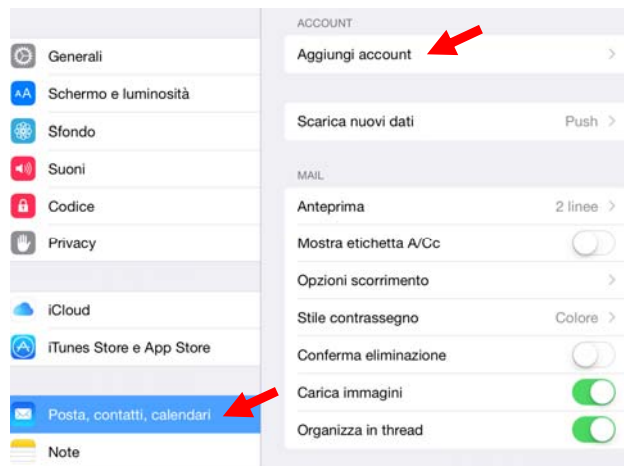 Generali
Schermo e luminosità
Sfondo
Suoni
Codice
Privacy
iCloud
iTunes Store e App Store
Posta, contatti, calendari
Note
ACCOUNT
Aggiungi account
Scarica nuovi dati Push
MAIL
Anteprima 2 linee
Mostra etichetta A/Cc
Opzioni scorrimento
Stile contrassegno Colore
Conferma eliminazione
Carica immagini
Organizza in thread